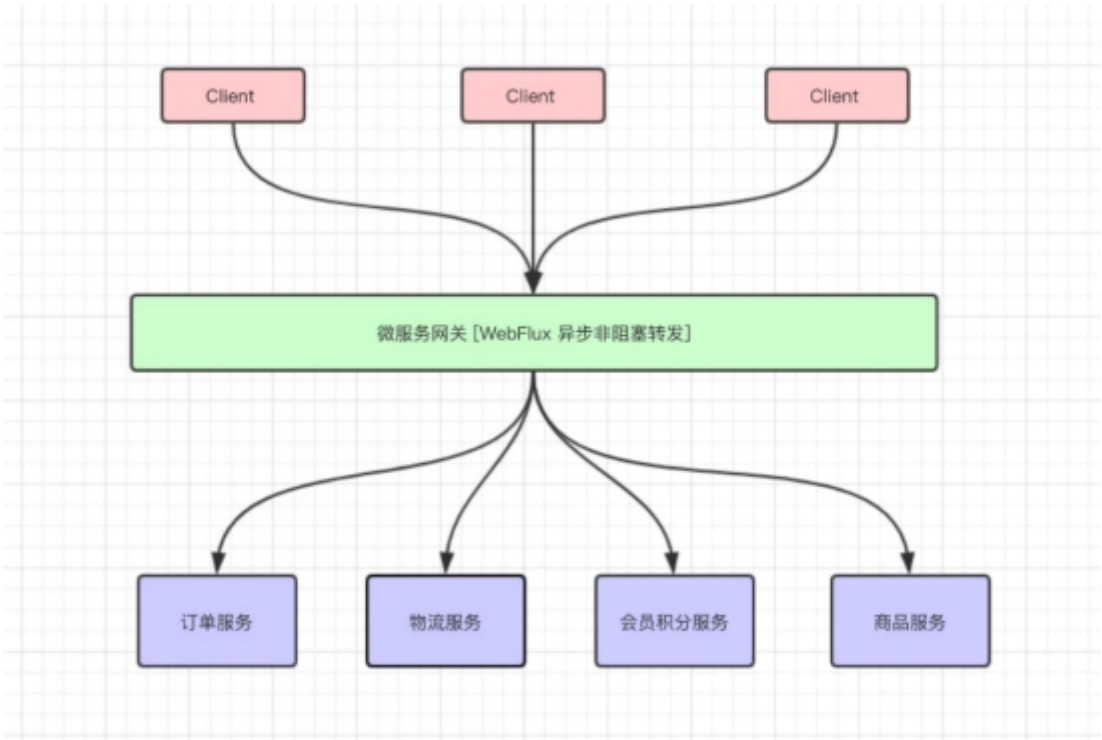 Client
Client
Client
微服务网关 [WebFlux 异步非阻塞转发]
订单服务
物流服务
会员积分服务
商品服务